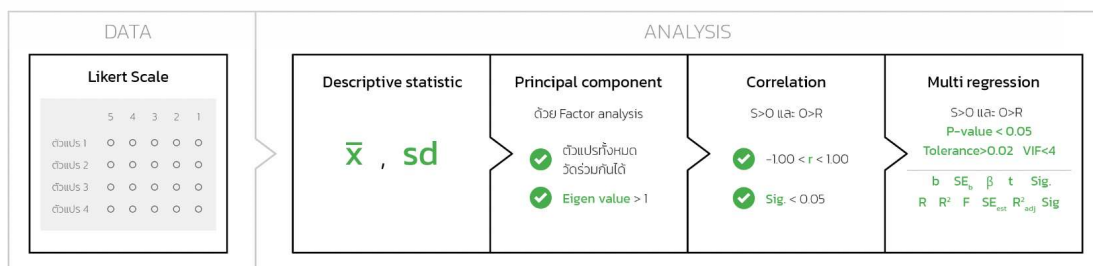 DATA
ANALYSIS
Likert Scale
5 4 3 2 1
ตัวแปร 1
ตัวแปร 2
ตัวแปร 3
ตัวแปร 4
Descriptive statistic
x̄ , sd
Principal component
ด้วย Factor analysis
ตัวแปรทั้งหมด
วัดร่วมกันได้
Eigen value > 1
Correlation
S>O และ O>R
-1.00 < r < 1.00
Sig. < 0.05
Multi regression
S>O และ O>R
P-value < 0.05
Tolerance>0.02 VIF<4
b SE_b β t Sig.
R R² F SE_est R²_adj Sig